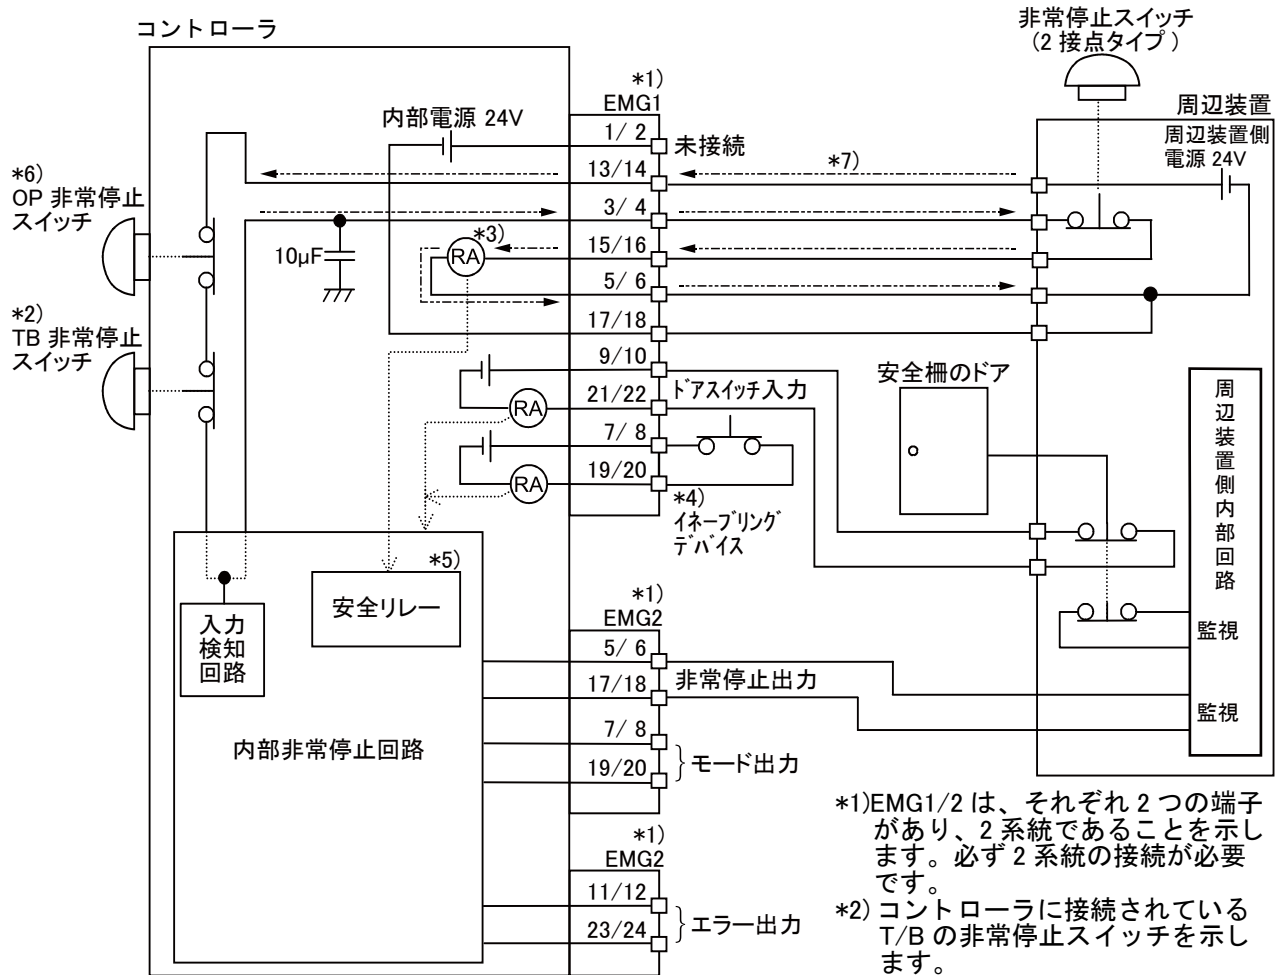 コントローラ
非常停止スイッチ
(2 接点タイプ )
*1)
EMG1
周辺装置
内部電源 24V
1/ 2
未接続
周辺装置側
電源 24V
13/14
*7)
*6)
OP 非常停止
スイッチ
3/ 4
*3)
15/16
RA
10μF
5/ 6
*2)
TB 非常停止
スイッチ
17/18
9/10
安全柵のドア
21/22
ドアスイッチ入力
RA
7/ 8
19/20
RA
*4)
イネーブリング
デバイス
周辺装置側内部回路
*5)
安全リレー
入力
検知
回路
*1)
EMG2
5/ 6
監視
17/18
非常停止出力
監視
7/ 8
内部非常停止回路
モード出力
19/20
*1)
EMG2
11/12
エラー出力
23/24
*1)EMG1/2 は、それぞれ 2 つの端子
があり、2 系統であることを示し
ます。必ず 2 系統の接続が必要
です。
*2) コントローラに接続されている
T/B の非常停止スイッチを示し
ます。